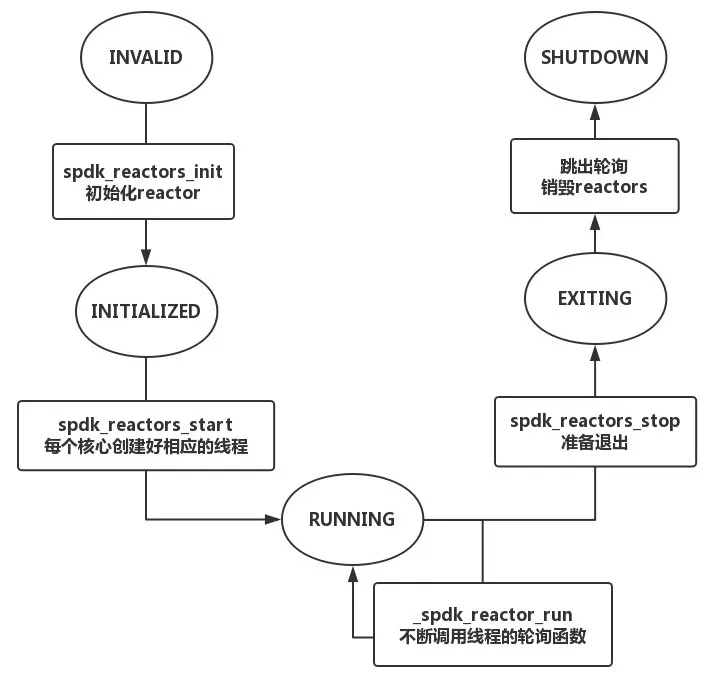 INVALID
spdk_reactors_init
初始化reactor
INITIALIZED
spdk_reactors_start
每个核心创建好相应的线程
RUNNING
_spdk_reactor_run
不断调用线程的轮询函数
spdk_reactors_stop
准备退出
EXITING
跳出轮询
销毁reactors
SHUTDOWN